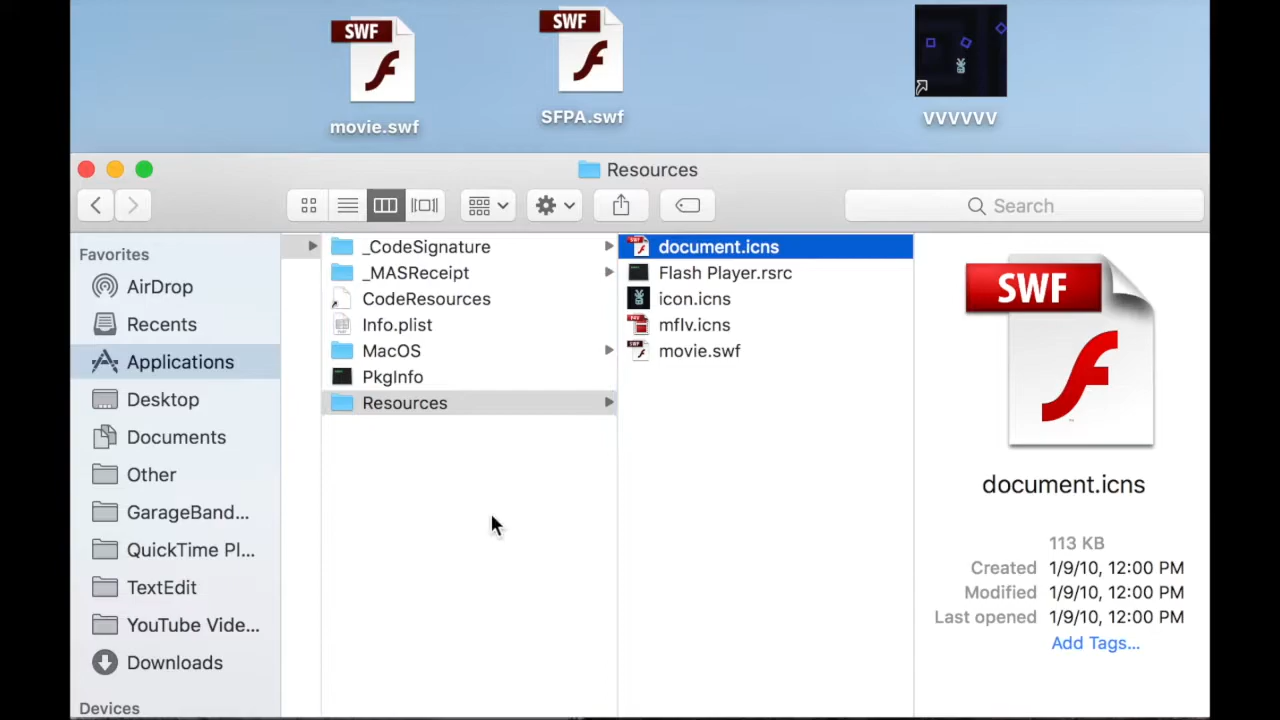 SWF
SWF
movie.swf
SFPA.swf
VVVVVV
Resources
Search
Favorites
AirDrop
Recents
Applications
Desktop
Documents
Other
GarageBand...
QuickTime Pl...
TextEdit
YouTube Vide...
Downloads
Devices
_CodeSignature
_MASReceipt
CodeResources
Info.plist
MacOS
PkgInfo
Resources
document.icns
Flash Player.rsrc
icon.icns
mflv.icns
movie.swf
SWF
document.icns
113 KB
Created 1/9/10, 12:00 PM
Modified 1/9/10, 12:00 PM
Last opened 1/9/10, 12:00 PM
Add Tags...